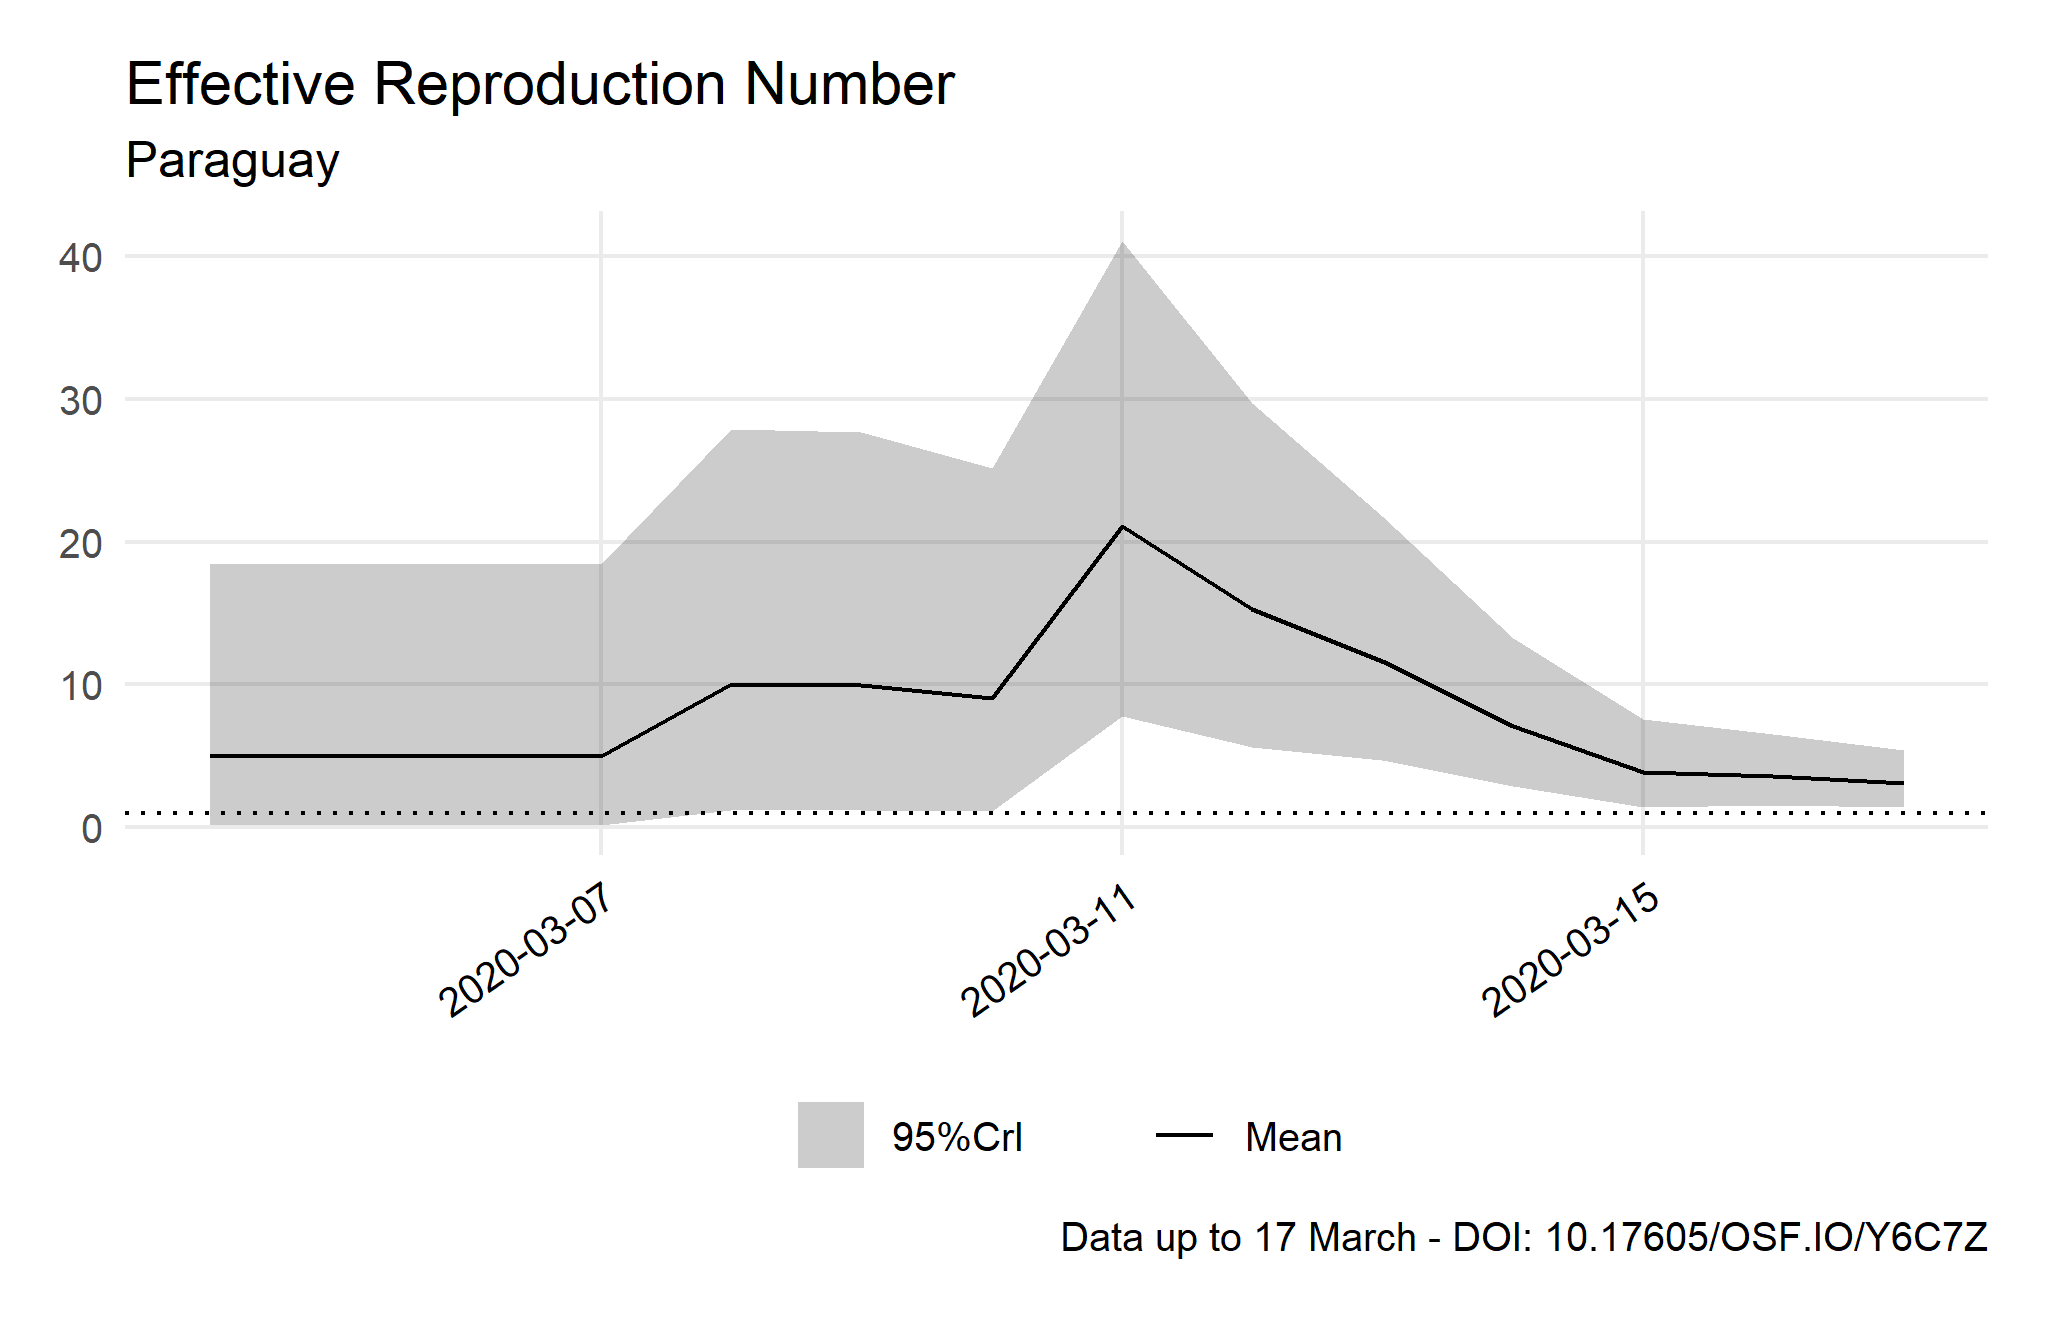 Effective Reproduction Number
Paraguay
40
30
20
10
0
2020-03-07
2020-03-11
2020-03-15
95%CrI
Mean
Data up to 17 March - DOI: 10.17605/OSF.IO/Y6C7Z